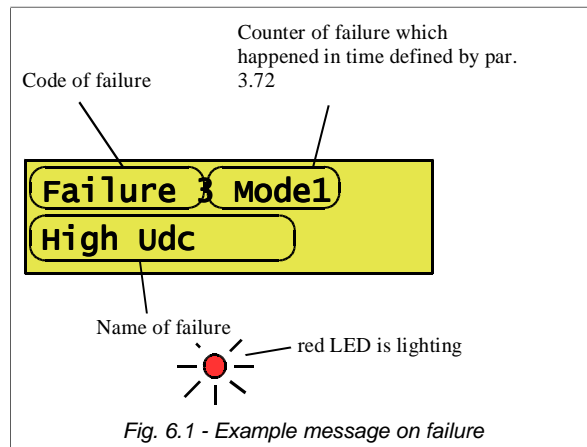 Counter of failure which
happened in time defined by par.
3.72
Code of failure
Failure 3 Mode1
High Udc
Name of failure
red LED is lighting
Fig. 6.1 - Example message on failure